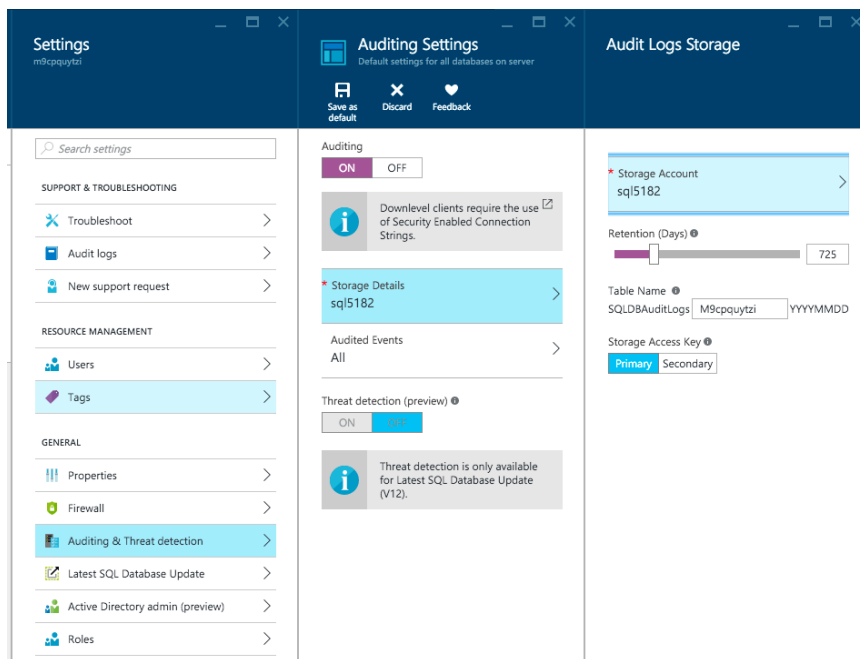 Settings
m9cpquytzi
Search settings
SUPPORT & TROUBLESHOOTING
Troubleshoot
Audit logs
New support request
RESOURCE MANAGEMENT
Users
Tags
GENERAL
Properties
Firewall
Auditing & Threat detection
Latest SQL Database Update
Active Directory admin (preview)
Roles
Auditing Settings
Default settings for all databases on server
Save as
default
Discard
Feedback
Auditing
ON
OFF
Downlevel clients require the use
of Security Enabled Connection
Strings.
* Storage Details
sql5182
Audited Events
All
Threat detection (preview)
ON
OFF
Threat detection is only available
for Latest SQL Database Update
(V12).
Audit Logs Storage
* Storage Account
sql5182
Retention (Days)
725
Table Name
SQLDBAuditLogs M9cpquytzi YYYYMMDD
Storage Access Key
Primary Secondary